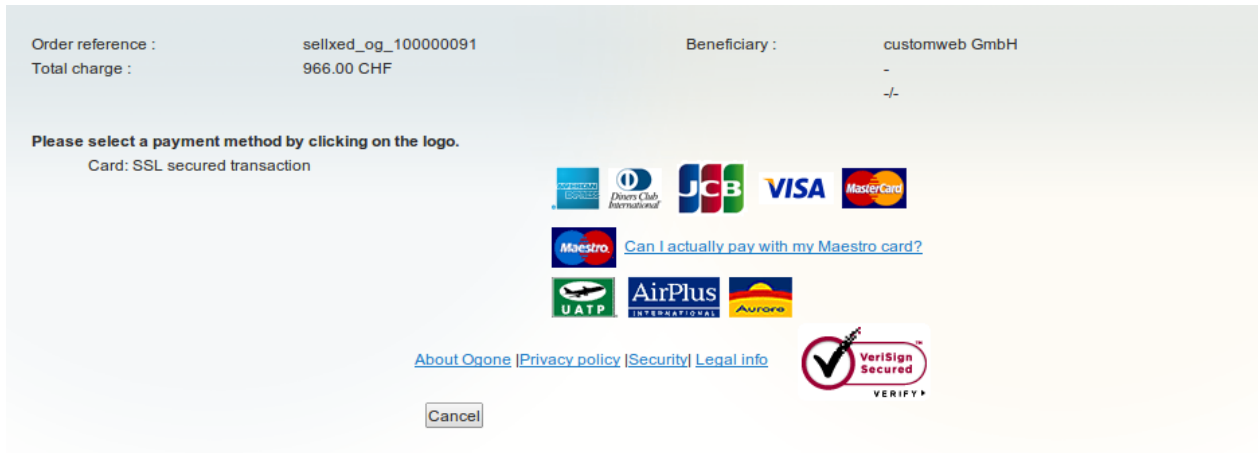 Order reference : sellxed_og_100000091 Beneficiary : customweb GmbH
Total charge : 966.00 CHF -
-/-
Please select a payment method by clicking on the logo.
Card: SSL secured transaction
AMERICAN EXPRESS
Diners Club International
JCB
VISA
MasterCard
Maestro Can I actually pay with my Maestro card?
UATP
AirPlus
INTERNATIONAL
Aurore
About Ogone |Privacy policy |Security| Legal info
VeriSign
Secured
VERIFY
Cancel